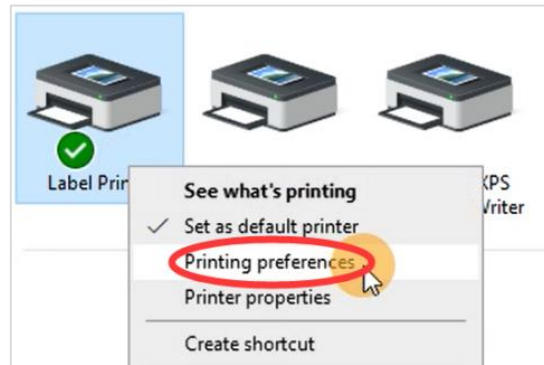 Label Prin
XPS
Writer
See what's printing
Set as default printer
Printing preferences
Printer properties
Create shortcut